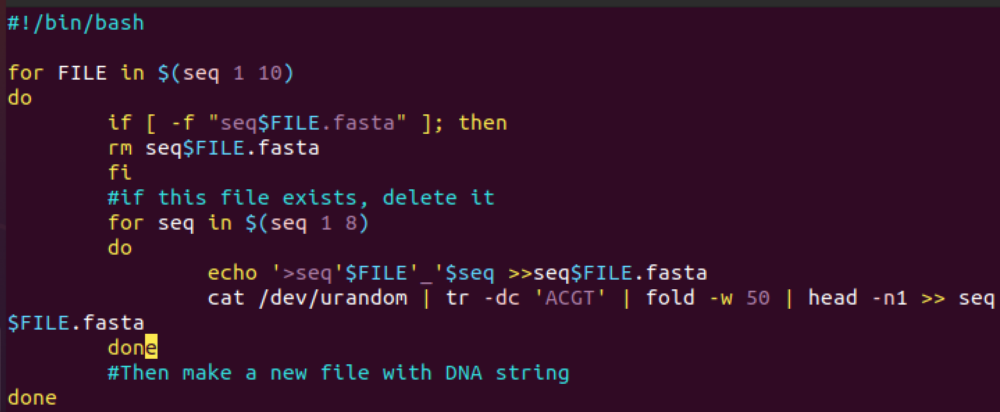 #!/bin/bash
for FILE in $(seq 1 10)
do
if [ -f "seq$FILE.fasta" ]; then
rm seq$FILE.fasta
fi
#if this file exists, delete it
for seq in $(seq 1 8)
do
echo '>seq'$FILE'_'$seq >>seq$FILE.fasta
cat /dev/urandom | tr -dc 'ACGT' | fold -w 50 | head -n1 >> seq
$FILE.fasta
done
#Then make a new file with DNA string
done